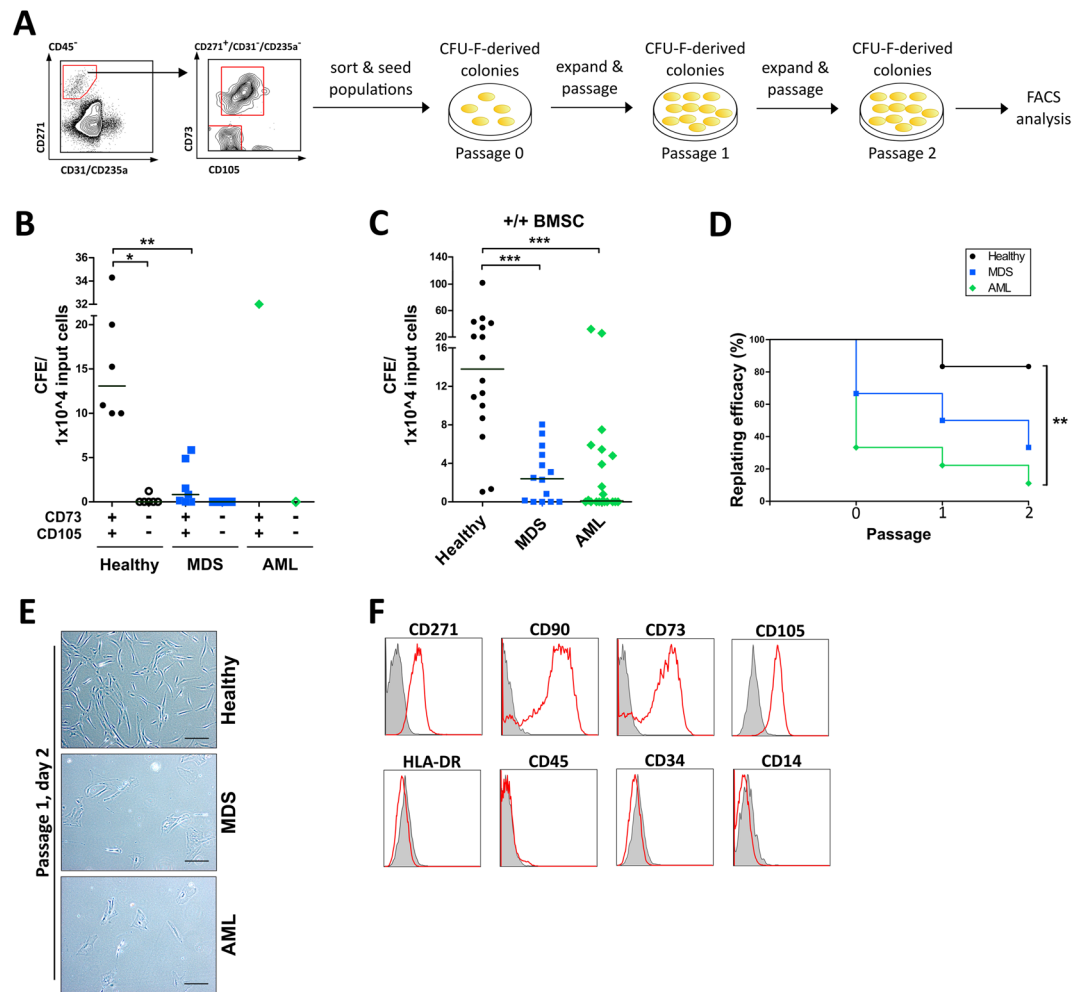 A
CD45-
CD271
CD31/CD235a
CD271+/CD31-/CD235a-
CD73
CD105
sort & seed
populations
CFU-F-derived
colonies
Passage 0
expand &
passage
CFU-F-derived
colonies
Passage 1
expand &
passage
CFU-F-derived
colonies
Passage 2
FACS
analysis
B
CFE/
1x10^4 input cells
36
34
32
20
15
10
5
0
*
**
CD73 + - + - + -
CD105 + - + - + -
Healthy MDS AML
C
+/+ BMSC
CFE/
1x10^4 input cells
140
100
60
20
16
12
8
4
0
***
***
Healthy
MDS
AML
D
Healthy
MDS
AML
Replating efficacy (%)
100
80
60
40
20
0
0 1 2
Passage
**
E
Passage 1, day 2
Healthy
MDS
AML
F
CD271 CD90 CD73 CD105
HLA-DR CD45 CD34 CD14